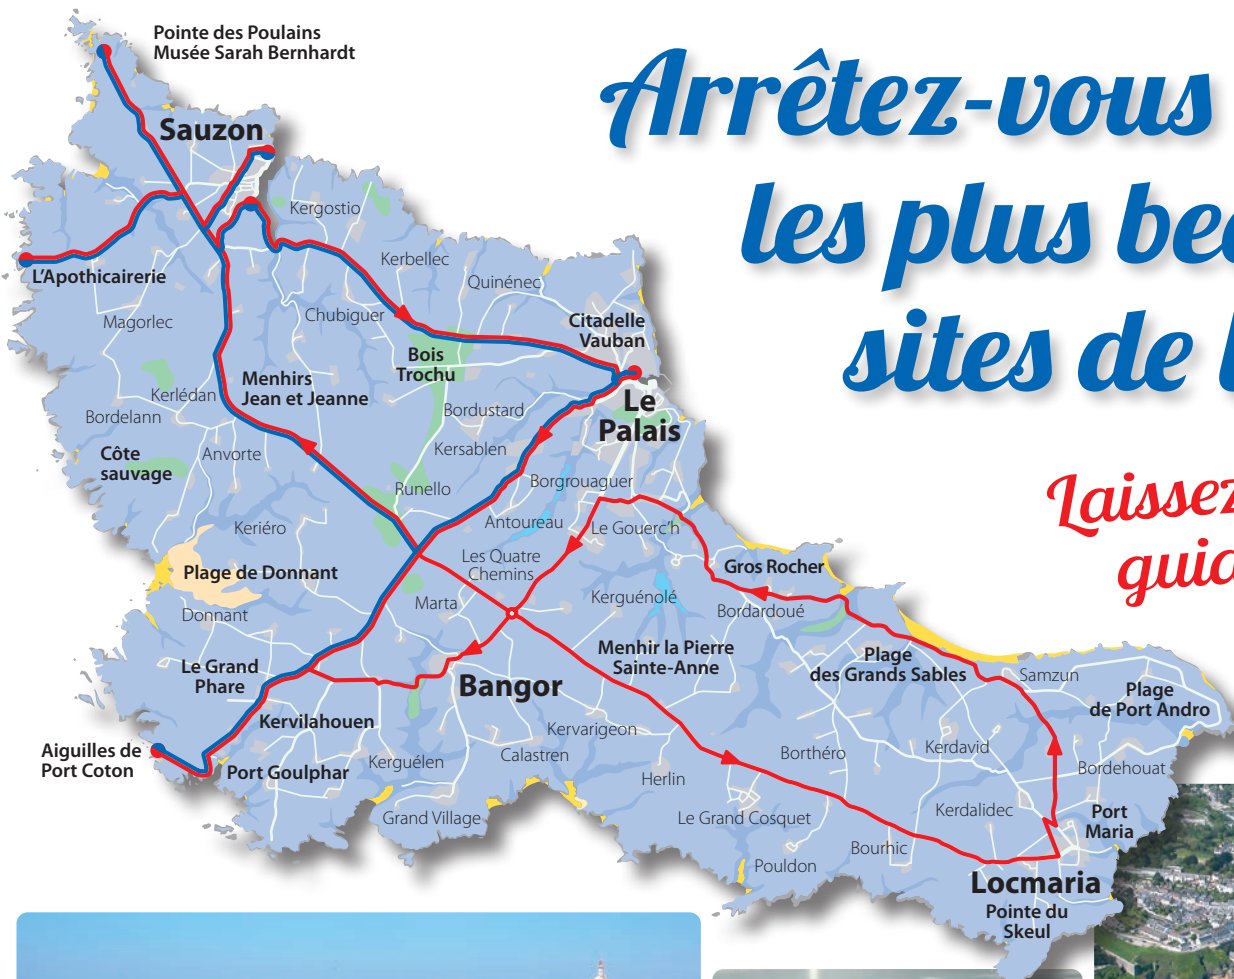 Pointe des Poulains
Musée Sarah Bernhardt
Arrêtez-vous
les plus
sites de
Sauzon
Kergostio
L'Apothicairerie
Kerbellec
Quinénec
Magorlec
Chubiguer
Citadelle
Vauban
Bois
Trochu
Menhirs
Jean et Jeanne
Kerlédan
Bordelann
Bordustard
Le
Palais
Côte
sauvage
Anvorte
Kersablen
Runello
Borgrouaguer
Keriéro
Antoureau
Le Gouerc'h
Les Quatre
Chemins
Plage de Donnant
Donnant
Marta
Kerguénolé
Gros Rocher
Bordardoué
Le Grand
Phare
Bangor
Menhir la Pierre
Sainte-Anne
Plage
des Grands Sables
Samzun
Plage
de Port Andro
Kervilahouen
Kervarigeon
Aiguilles de
Port Coton
Port Goulphar
Kerguélen
Calastren
Borthéro
Kerdavid
Bordehouat
Herlin
Grand Village
Le Grand Cosquet
Kerdalidec
Port
Maria
Bourhic
Pouldon
Locmaria
Pointe du
Skeul